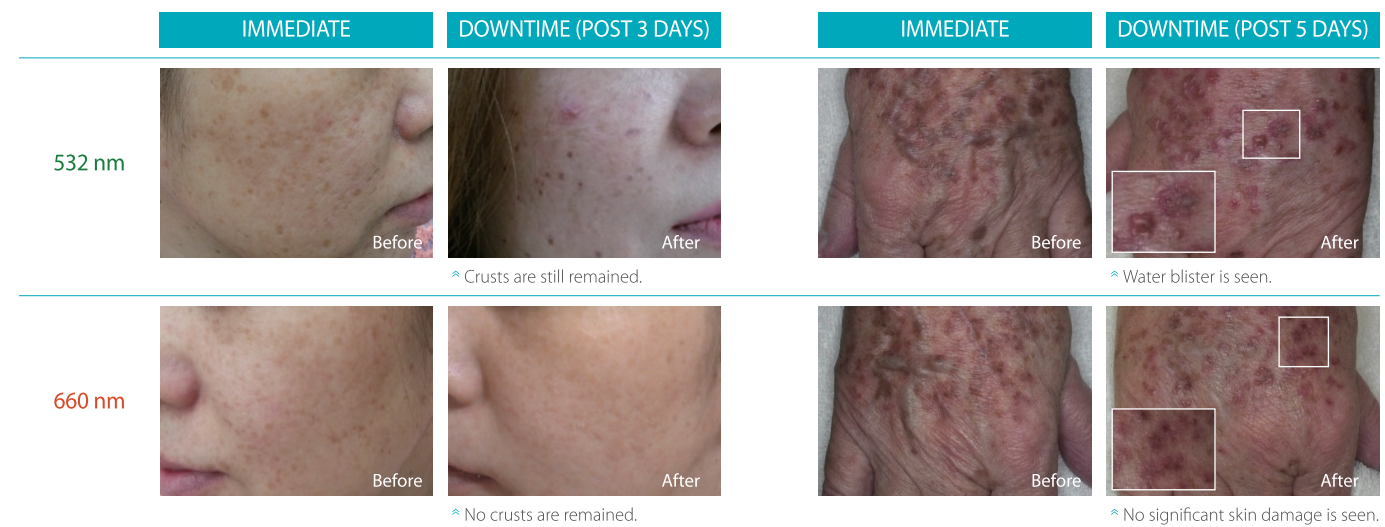 IMMEDIATE
DOWNTIME (POST 3 DAYS)
IMMEDIATE
DOWNTIME (POST 5 DAYS)
532 nm
Before
After
Before
After
Crusts are still remained.
Water blister is seen.
660 nm
Before
After
Before
After
No crusts are remained.
No significant skin damage is seen.